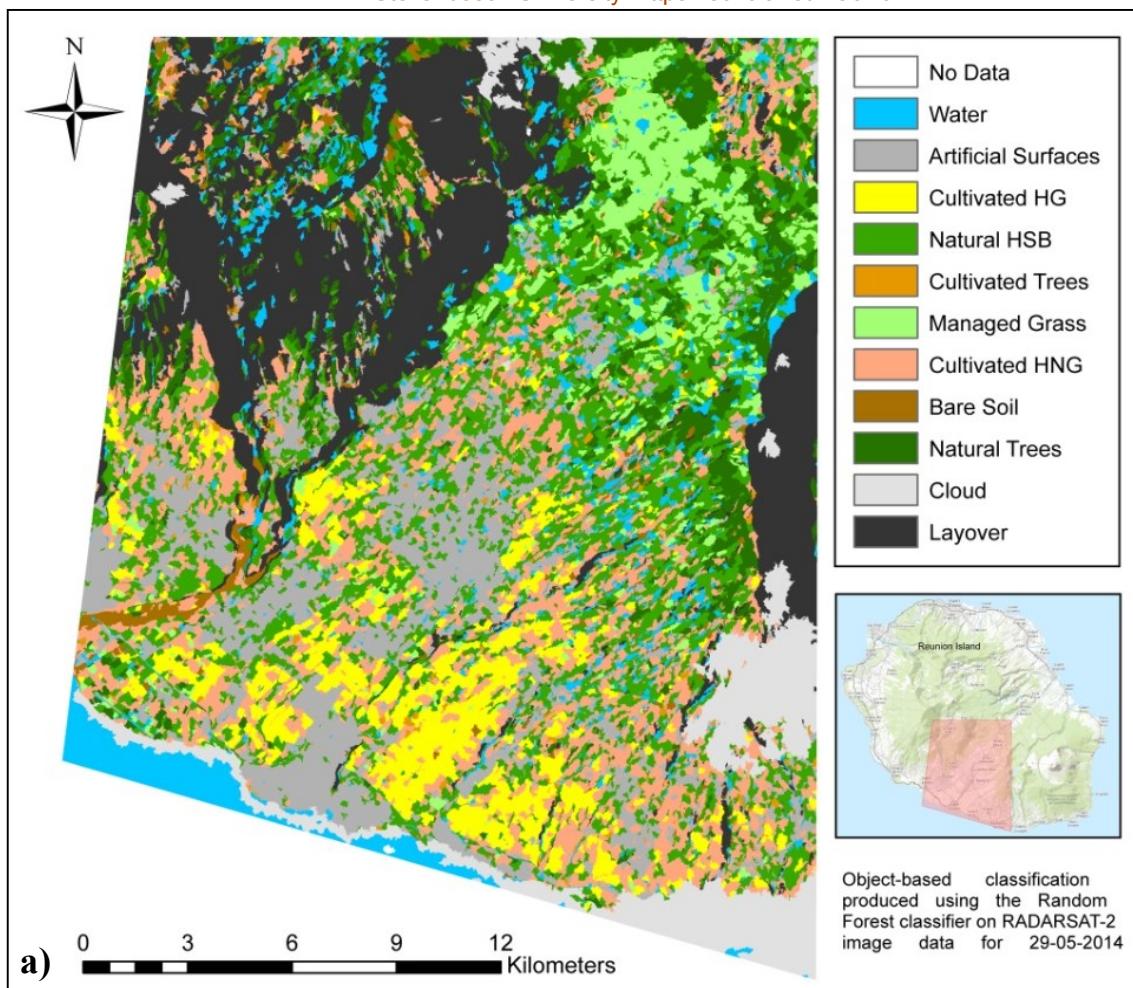 N
No Data
Water
Artificial Surfaces
Cultivated HG
Natural HSB
Cultivated Trees
Managed Grass
Cultivated HNG
Bare Soil
Natural Trees
Cloud
Layover
Reunion Island
Object-based classification
produced using the Random
Forest classifier on RADARSAT-2
image data for 29-05-2014
a)
0 3 6 9 12
Kilometers